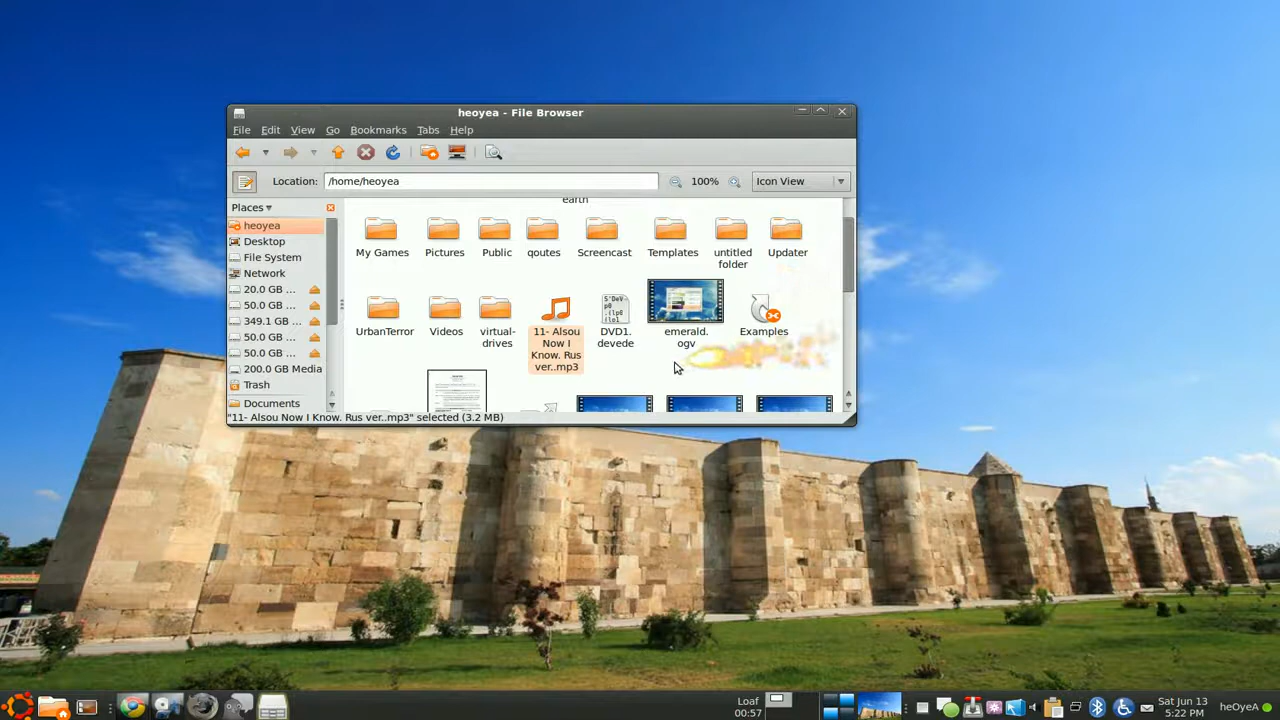 heoyea - File Browser
File Edit View Go Bookmarks Tabs Help
Location: /home/heoyea 100% Icon View
Places
heoyea
Desktop
File System
Network
20.0 GB ...
50.0 GB ...
349.1 GB ...
50.0 GB ...
50.0 GB ...
200.0 GB Media
Trash
Documents
earth
My Games Pictures Public qoutes Screencast Templates untitled folder Updater
UrbanTerror Videos virtual-drives 11- Alsou Now I Know. Rus ver..mp3 DVD1.devede emerald.ogv Examples
"11- Alsou Now I Know. Rus ver..mp3" selected (3.2 MB)
Loaf
00:57
Sat Jun 13
5:22 PM
heOyeA